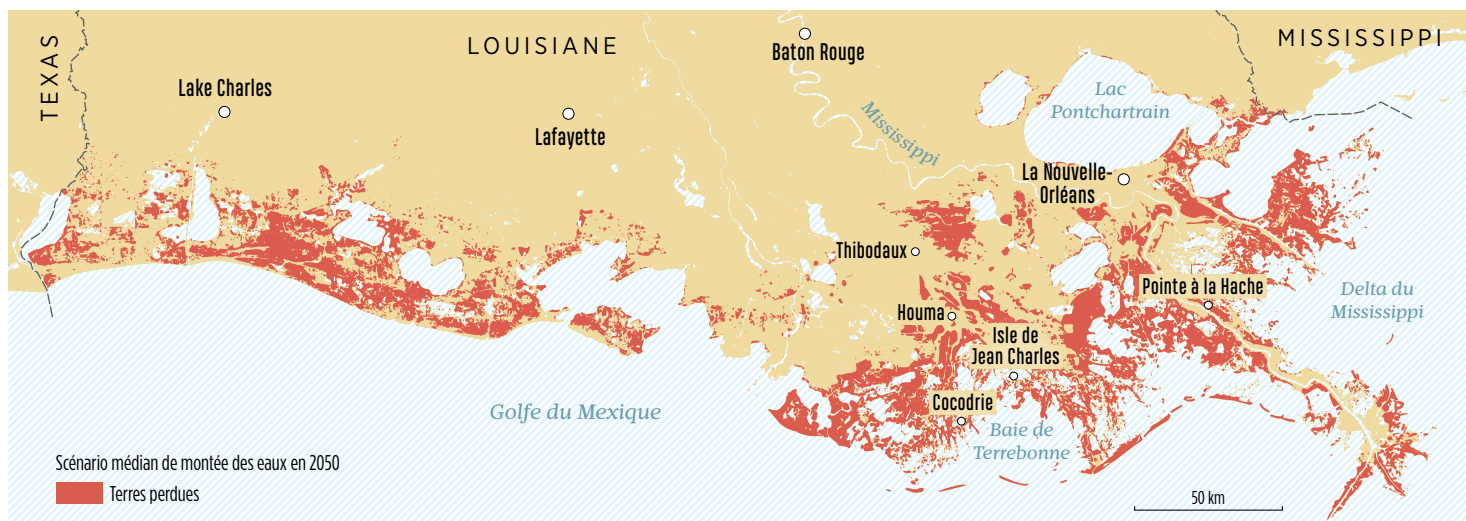 TEXAS
LOUISIANE
MISSISSIPPI
Baton Rouge
Lake Charles
Lafayette
Lac
Pontchartrain
Mississippi
La Nouvelle-
Orléans
Thibodaux
Houma
Pointe à la Hache
Delta du
Mississippi
Isle de
Jean Charles
Cocodrie
Baie de
Terrebonne
Golfe du Mexique
Scénario médian de montée des eaux en 2050
Terres perdues
50 km